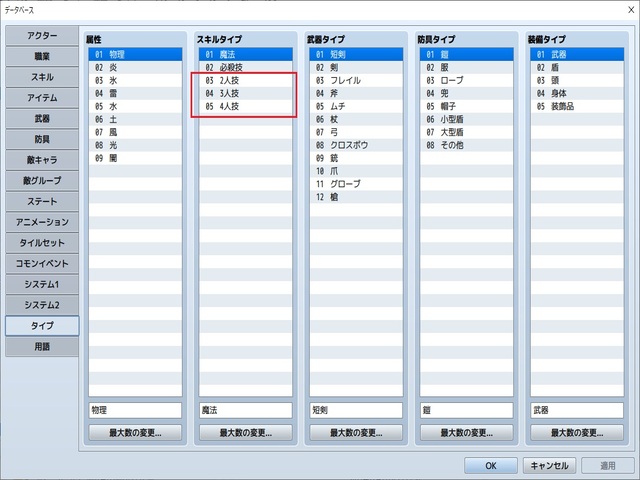 データベース
アクター
職業
スキル
アイテム
武器
防具
敵キャラ
敵グループ
ステート
アニメーション
タイルセット
コモンイベント
システム1
システム2
タイプ
用語
属性
01 物理
02 炎
03 氷
04 雷
05 水
06 土
07 風
08 光
09 闇
物理
最大数の変更...
スキルタイプ
01 魔法
02 必殺技
03 2人技
04 3人技
05 4人技
魔法
最大数の変更...
武器タイプ
01 短剣
02 剣
03 フレイル
04 斧
05 ムチ
06 杖
07 弓
08 クロスボウ
09 銃
10 爪
11 グローブ
12 槍
短剣
最大数の変更...
防具タイプ
01 鎧
02 服
03 ローブ
04 兜
05 帽子
06 小型盾
07 大型盾
08 その他
鎧
最大数の変更...
装備タイプ
01 武器
02 盾
03 頭
04 身体
05 装飾品
武器
最大数の変更...
OK
キャンセル
適用